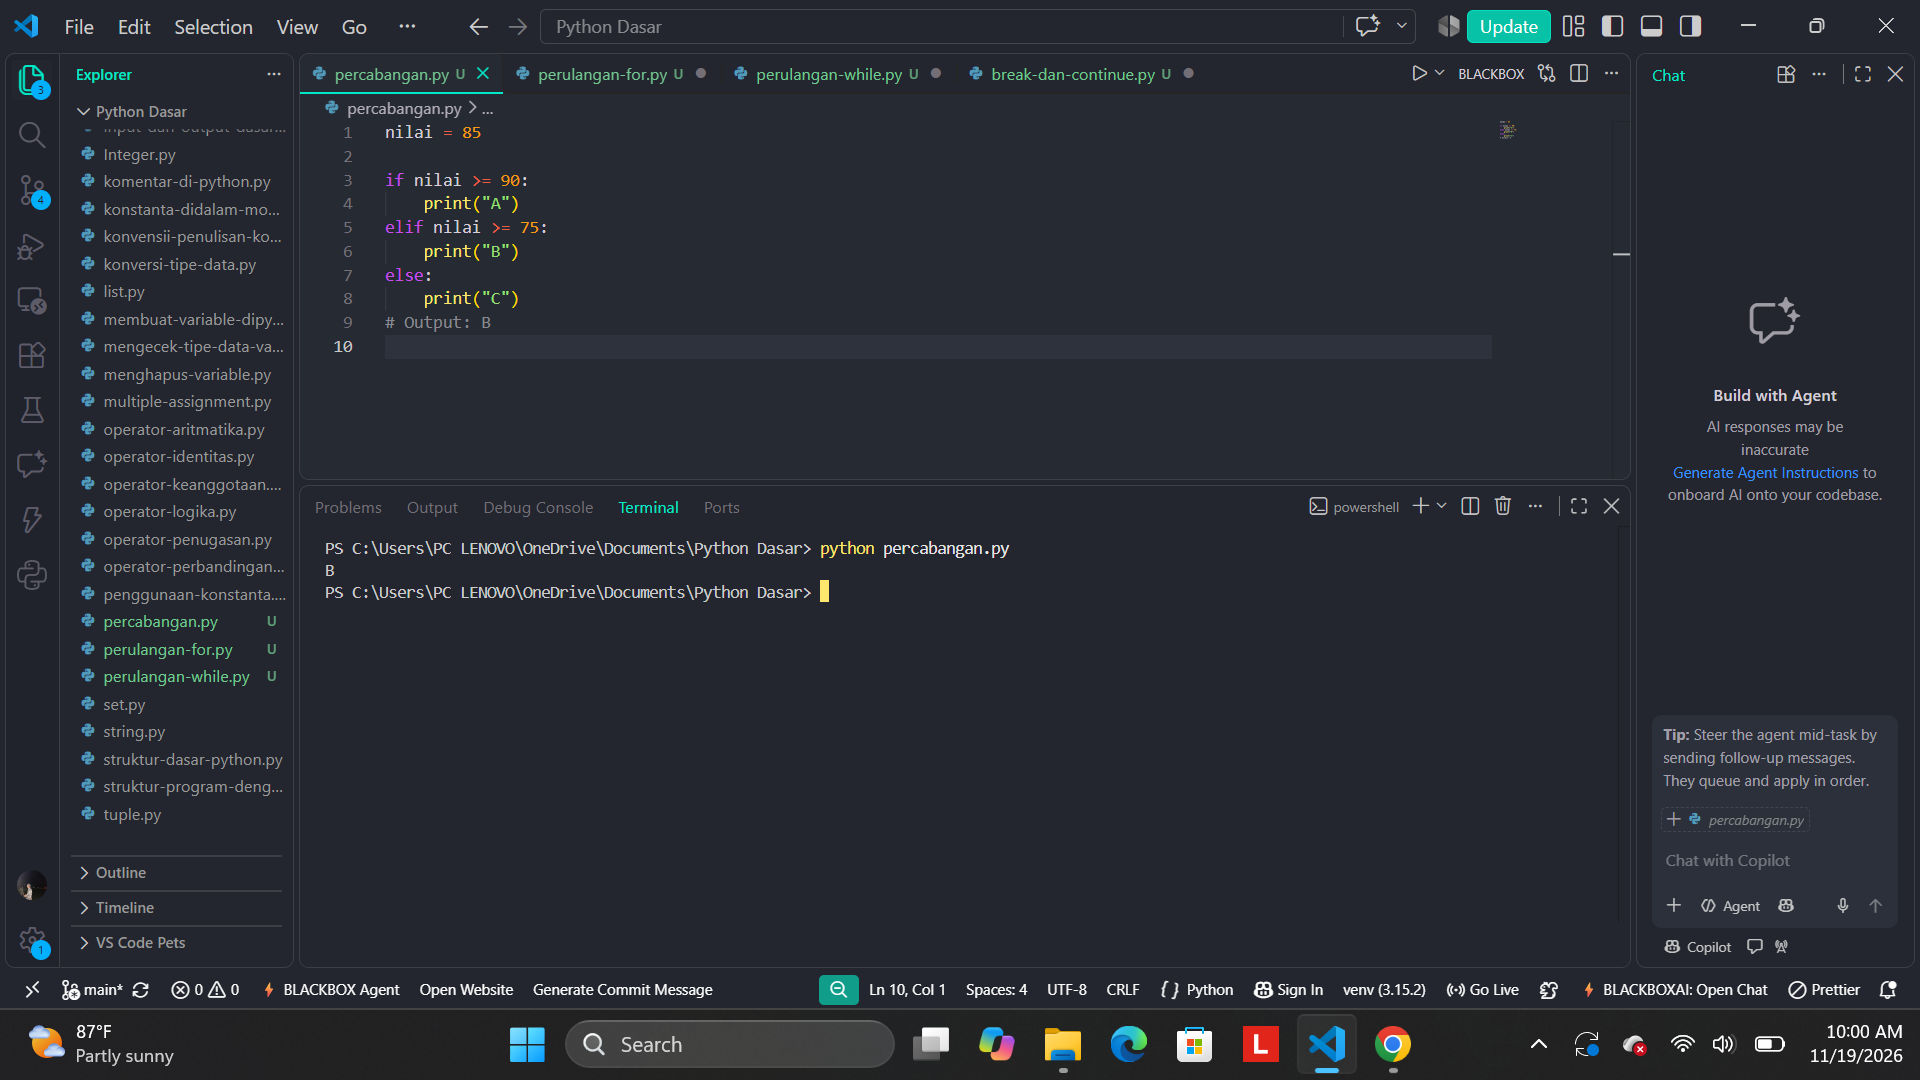 File Edit Selection View Go ···
Python Dasar
Update
Explorer
Python Dasar
Integer.py
komentar-di-python.py
konstanta-didalam-mo...
konvensii-penulisan-ko...
konversi-tipe-data.py
list.py
membuat-variable-dipy...
mengecek-tipe-data-va...
menghapus-variable.py
multiple-assignment.py
operator-aritmatika.py
operator-identitas.py
operator-keanggotaan....
operator-logika.py
operator-penugasan.py
operator-perbandingan...
penggunaan-konstanta....
percabangan.py U
perulangan-for.py U
perulangan-while.py U
set.py
string.py
struktur-dasar-python.py
struktur-program-deng...
tuple.py
Outline
Timeline
VS Code Pets
3
4
1
percabangan.py U
perulangan-for.py U
perulangan-while.py U
break-dan-continue.py U
BLACKBOX
percabangan.py > ...
1 nilai = 85
2
3 if nilai >= 90:
4 print("A")
5 elif nilai >= 75:
6 print("B")
7 else:
8 print("C")
9 # Output: B
10
Problems Output Debug Console Terminal Ports
powershell
PS C:\Users\PC LENOVO\OneDrive\Documents\Python Dasar> python percabangan.py
B
PS C:\Users\PC LENOVO\OneDrive\Documents\Python Dasar>
Chat
Build with Agent
AI responses may be
inaccurate
Generate Agent Instructions to
onboard AI onto your codebase.
Tip: Steer the agent mid-task by
sending follow-up messages.
They queue and apply in order.
percabangan.py
Chat with Copilot
Agent
Copilot
main* 0 0 BLACKBOX Agent Open Website Generate Commit Message
Ln 10, Col 1 Spaces: 4 UTF-8 CRLF { } Python Sign In venv (3.15.2) Go Live BLACKBOXAI: Open Chat Prettier
87°F
Partly sunny
Search
L
10:00 AM
11/19/2026